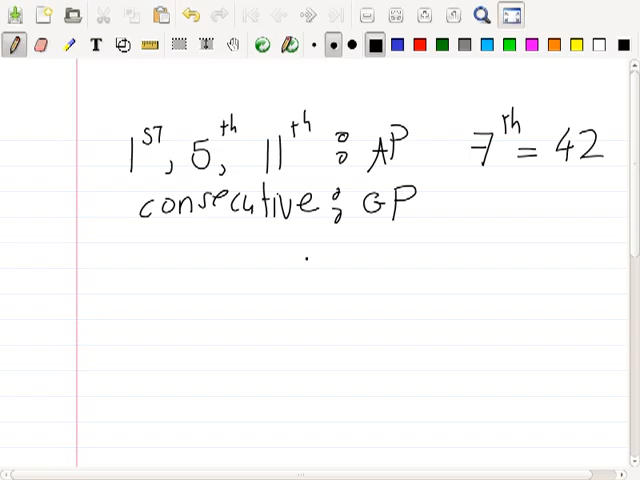 1ST, 5th, 11th : AP 7th = 42
consecutive : GP